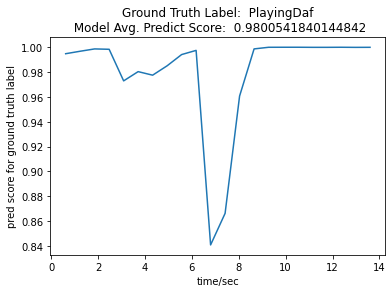 Ground Truth Label:  PlayingDaf
Model Avg. Predict Score:  0.9800541840144842
1.00
0.98
0.96
0.94
0.92
0.90
0.88
0.86
0.84
pred score for ground truth label
0 2 4 6 8 10 12 14
time/sec